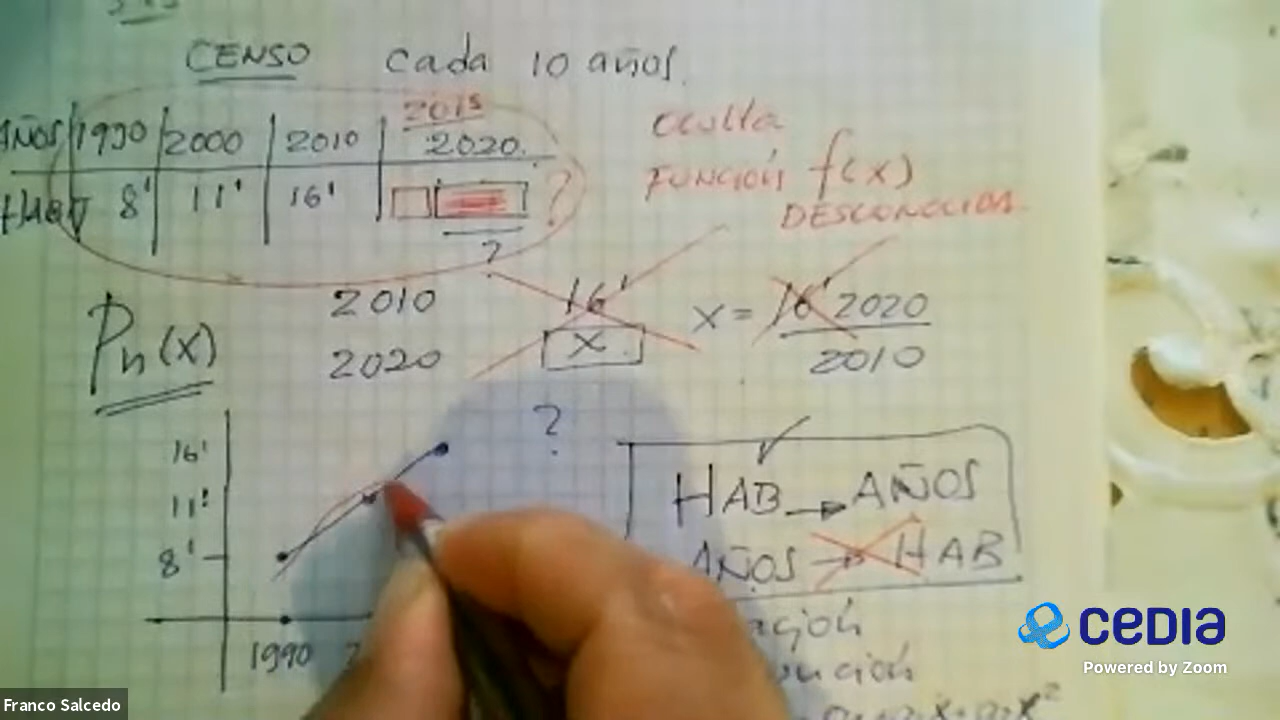 CENSO cada 10 años.
AÑOS 1990 2000 2010 2015 2020.
HAB 8' 11' 16' ?
?
oculta
FUNCIÓN f(x)
DESCONOCIDA
Pn(x)
2010 16'
2020 x
x = 16' 2020
2010
?
16'
11'
8'
1990
HAB → AÑOS
AÑOS → HAB
ación
Franco Salcedo
CEDIA
Powered by Zoom